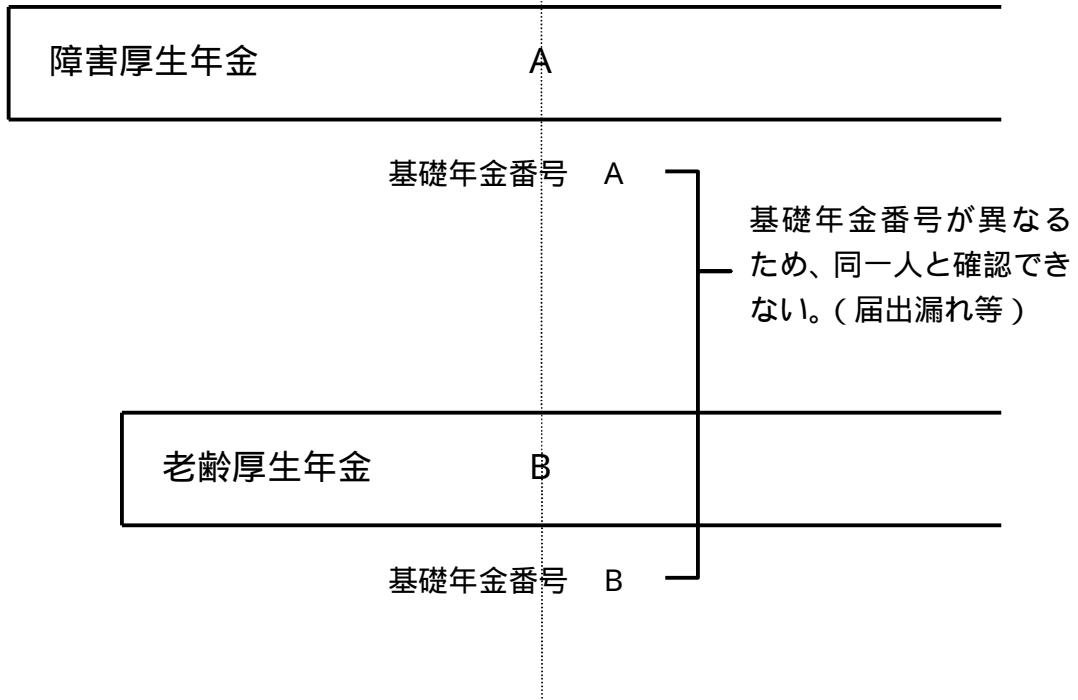 障害厚生年金 A
基礎年金番号 A
基礎年金番号が異なる
ため、同一人と確認でき
ない。(届出漏れ等)
老齢厚生年金 B
基礎年金番号 B